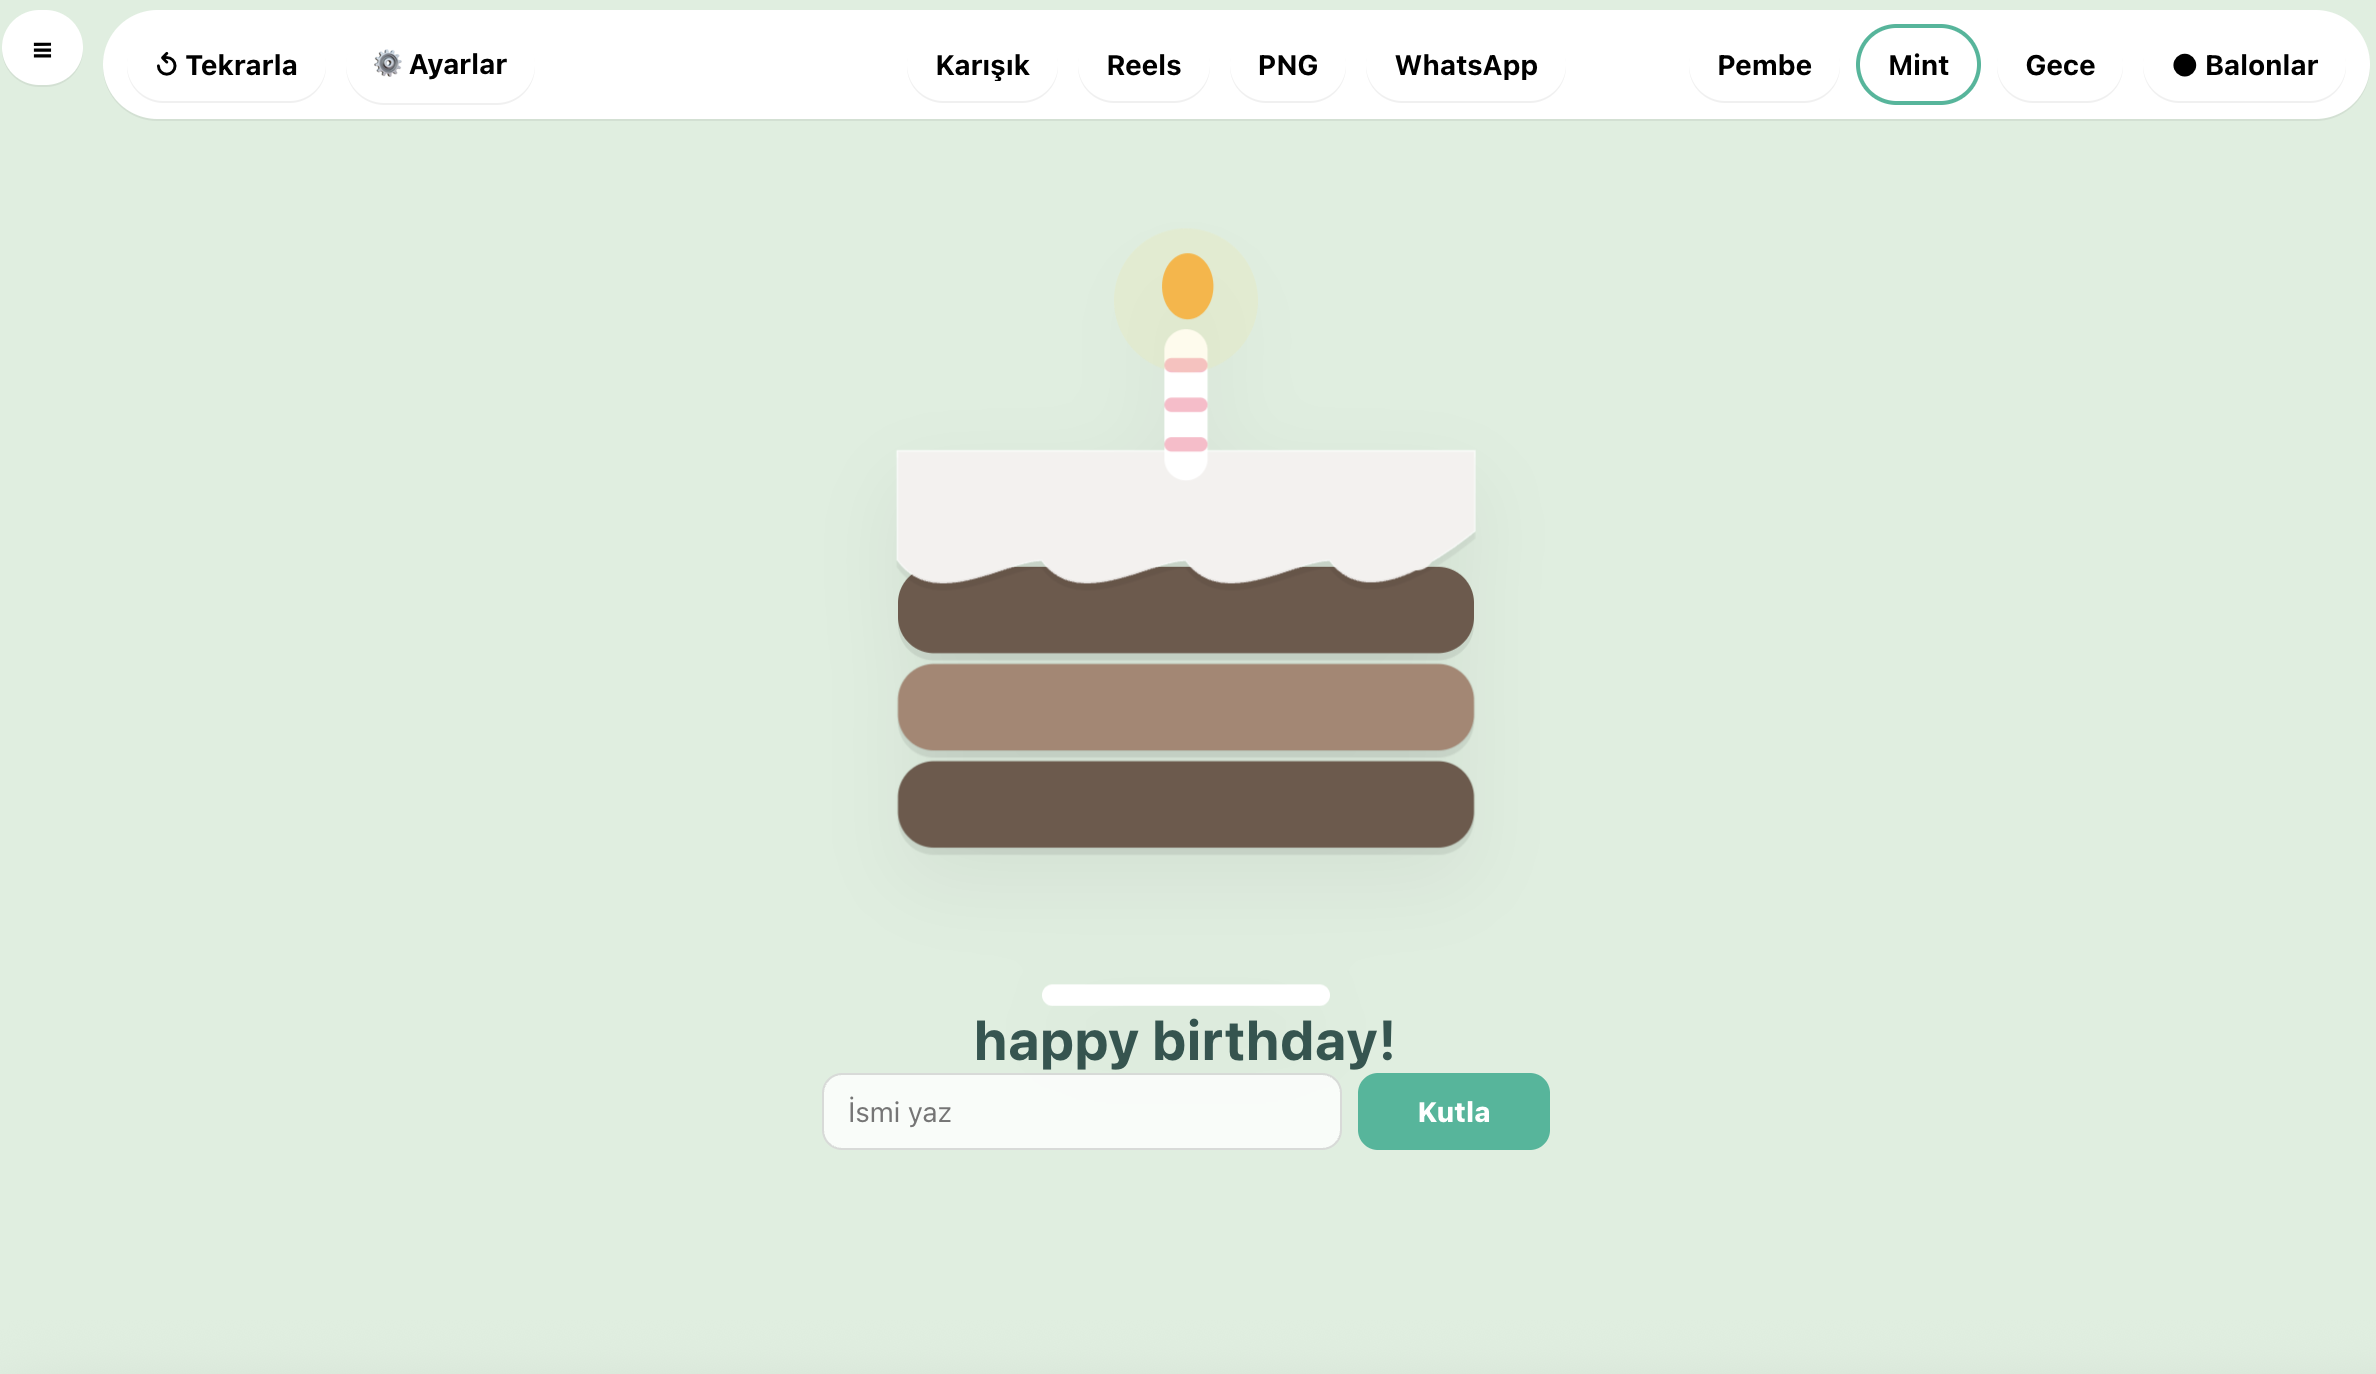 ≡ ↺ Tekrarla ⚙️ Ayarlar Karışık Reels PNG WhatsApp Pembe Mint Gece ● Balonlar
happy birthday!
İsmi yaz Kutla